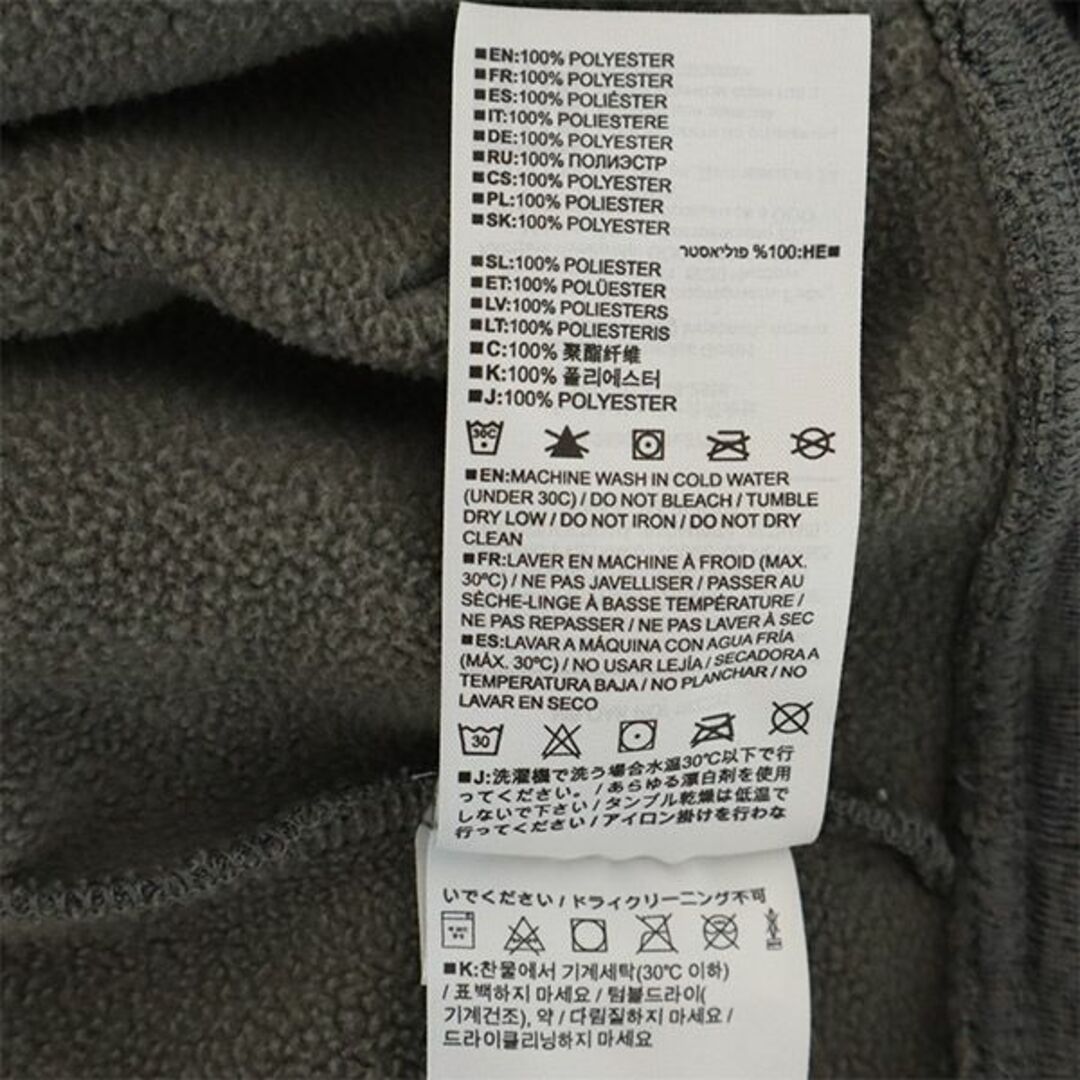 ■EN:100% POLYESTER
■FR:100% POLYESTER
■ES:100% POLIÉSTER
■IT:100% POLIESTERE
■DE:100% POLYESTER
■RU:100% ПОЛИЭСТР
■CS:100% POLYESTER
■PL:100% POLIESTER
■SK:100% POLYESTER
■HE:100% פוליאסטר
■SL:100% POLIESTER
■ET:100% POLÜESTER
■LV:100% POLIESTERS
■LT:100% POLIESTERIS
■C:100% 聚酯纤维
■K:100% 폴리에스터
■J:100% POLYESTER
30C
■EN:MACHINE WASH IN COLD WATER
(UNDER 30C) / DO NOT BLEACH / TUMBLE
DRY LOW / DO NOT IRON / DO NOT DRY
CLEAN
■FR:LAVER EN MACHINE À FROID (MAX.
30ºC) / NE PAS JAVELLISER / PASSER AU
SÈCHE-LINGE À BASSE TEMPÉRATURE /
NE PAS REPASSER / NE PAS LAVER À SEC
■ES:LAVAR A MÁQUINA CON AGUA FRÍA
(MÁX. 30ºC) / NO USAR LEJÍA / SECADORA A
TEMPERATURA BAJA / NO PLANCHAR / NO
LAVAR EN SECO
30
■J:洗濯機で洗う場合水温30℃以下で行
ってください。/ あらゆる漂白剤を使用
しないで下さい / タンブル乾燥は低温で
行ってください / アイロン掛けを行わな
いでください / ドライクリーニング不可
■K:찬물에서 기계세탁(30℃ 이하)
/ 표백하지 마세요 / 텀블드라이(
기계건조), 약 / 다림질하지 마세요 /
드라이클리닝하지 마세요